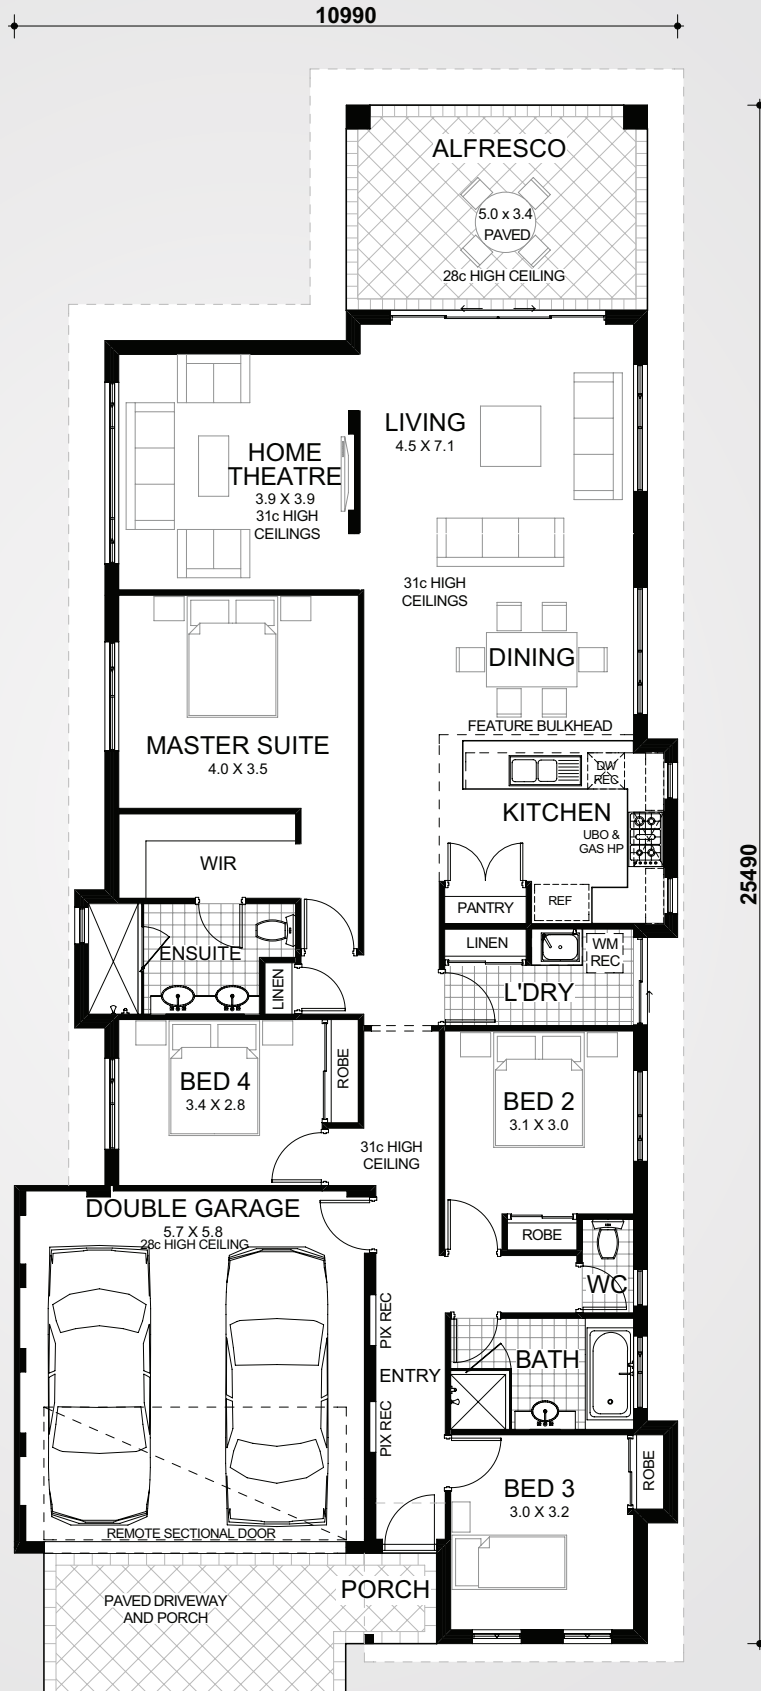 10990
ALFRESCO
5.0 x 3.4
PAVED
28c HIGH CEILING
LIVING
4.5 X 7.1
HOME
THEATRE
3.9 X 3.9
31c HIGH
CEILINGS
31c HIGH
CEILINGS
DINING
FEATURE BULKHEAD
MASTER SUITE
4.0 X 3.5
DW
REC
KITCHEN
UBO &
GAS HP
WIR
PANTRY
REF
25490
ENSUITE
LINEN
LINEN
WM
REC
L'DRY
BED 4
3.4 X 2.8
ROBE
BED 2
3.1 X 3.0
31c HIGH
CEILING
DOUBLE GARAGE
5.7 X 5.8
28c HIGH CEILING
ROBE
WC
PIX REC
ENTRY
BATH
PIX REC
BED 3
3.0 X 3.2
ROBE
REMOTE SECTIONAL DOOR
PORCH
PAVED DRIVEWAY
AND PORCH